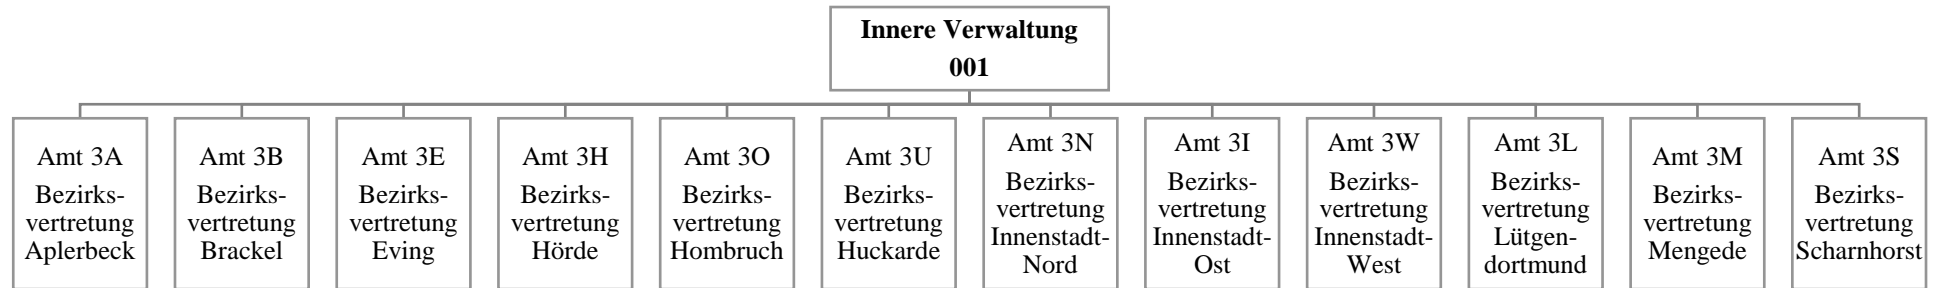 Innere Verwaltung
001
Amt 3A
Bezirks-
vertretung
Aplerbeck
Amt 3B
Bezirks-
vertretung
Brackel
Amt 3E
Bezirks-
vertretung
Eving
Amt 3H
Bezirks-
vertretung
Hörde
Amt 3O
Bezirks-
vertretung
Hombruch
Amt 3U
Bezirks-
vertretung
Huckarde
Amt 3N
Bezirks-
vertretung
Innenstadt-
Nord
Amt 3I
Bezirks-
vertretung
Innenstadt-
Ost
Amt 3W
Bezirks-
vertretung
Innenstadt-
West
Amt 3L
Bezirks-
vertretung
Lütgen-
dortmund
Amt 3M
Bezirks-
vertretung
Mengede
Amt 3S
Bezirks-
vertretung
Scharnhorst